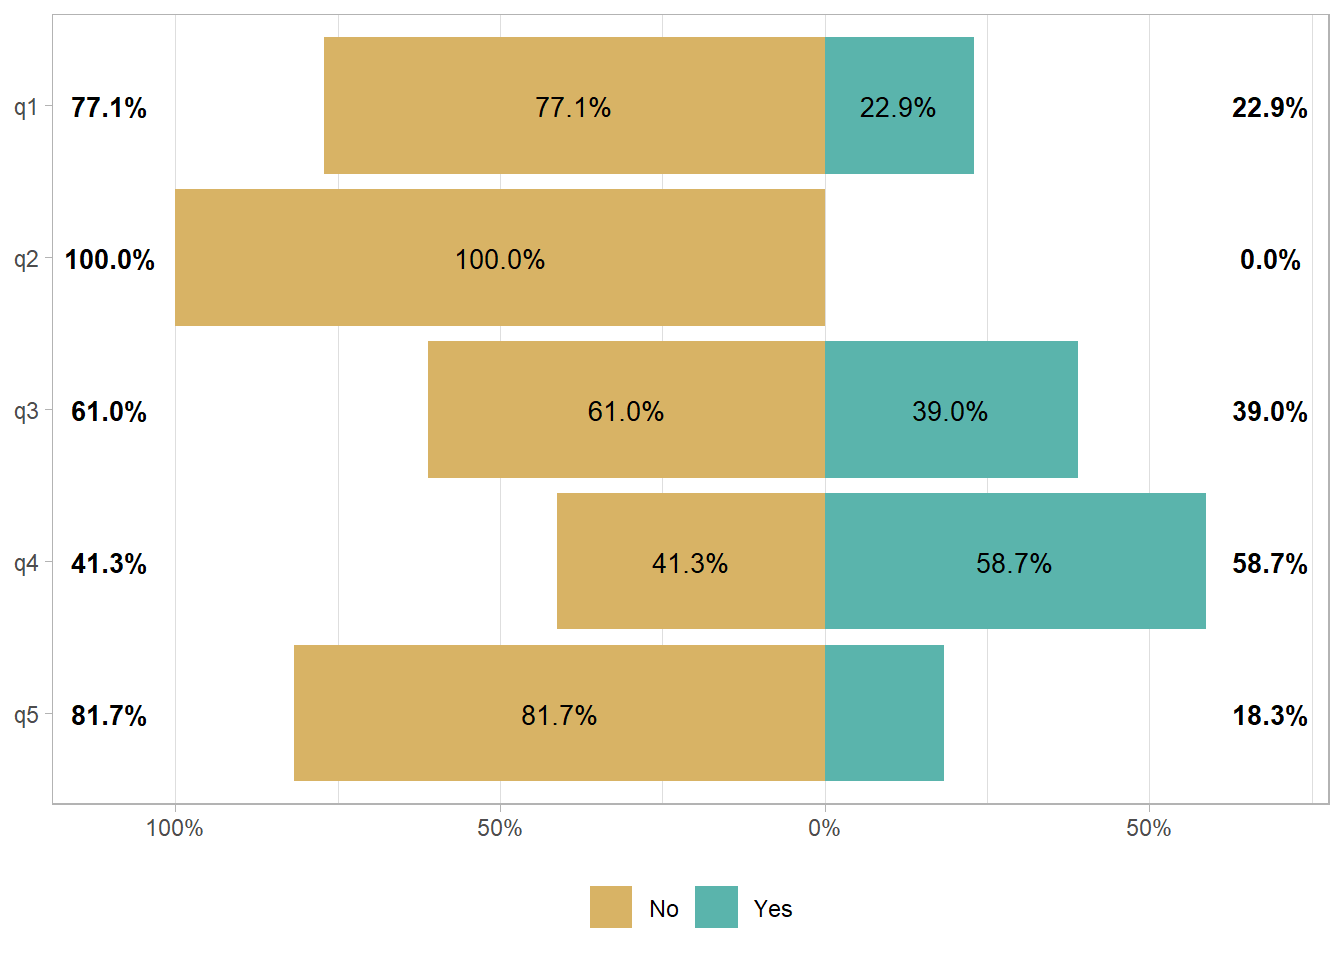 q1 77.1% 77.1% 22.9% 22.9%
q2 100.0% 100.0% 0.0%
q3 61.0% 61.0% 39.0% 39.0%
q4 41.3% 41.3% 58.7% 58.7%
q5 81.7% 81.7% 18.3%
100% 50% 0% 50%
No Yes